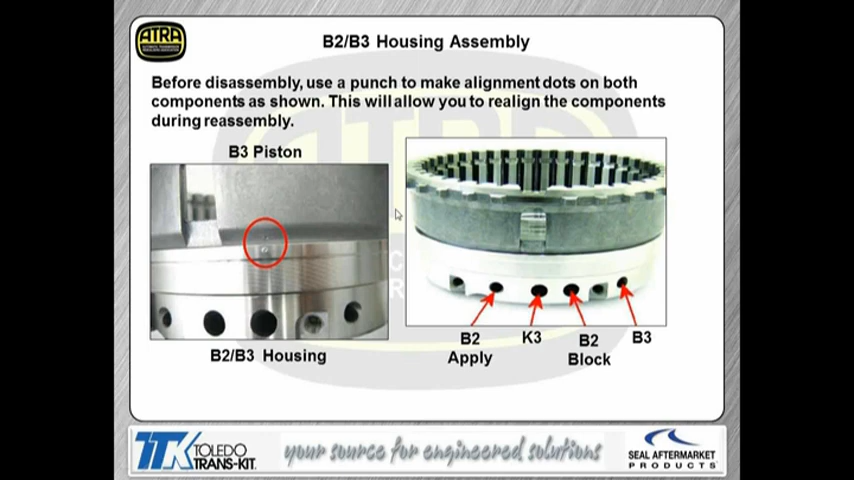 ATRA
B2/B3 Housing Assembly
Before disassembly, use a punch to make alignment dots on both
components as shown. This will allow you to realign the components
during reassembly.
B3 Piston
B2/B3 Housing
B2 Apply
K3
B2 Block
B3
TTK TOLEDO TRANS-KIT
your source for engineered solutions
SEAL AFTERMARKET
PRODUCTS